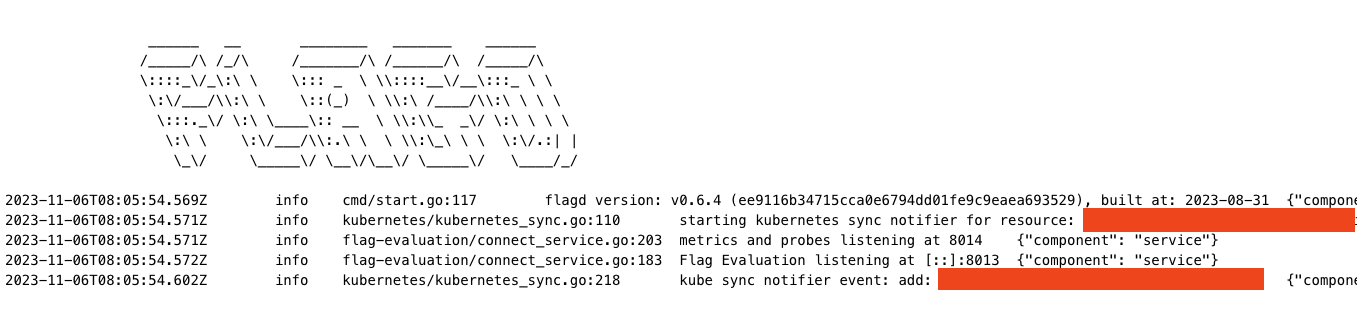 ______   __       ________   _______    ______
/_____/\ /_/\     /_______/\ /______/\  /_____/\
\::::_\/_\:\ \    \::: _  \ \\::::__\/__\:::_ \ \
 \:\/___/\\:\ \    \::(_)  \ \\:\ /____/\\:\ \ \ \
  \:::._\/ \:\ \____\:: __  \ \\:\\_  _\/ \:\ \ \ \
   \:\ \    \:\/___/\\:.\ \  \ \\:\_\ \ \  \:\/.:| |
    \_\/     \_____\/ \__\/\__\/ \_____\/   \____/_/
2023-11-06T08:05:54.569Z        info    cmd/start.go:117        flagd version: v0.6.4 (ee9116b34715cca0e6794dd01fe9c9eaea693529), built at: 2023-08-31  {"compone
2023-11-06T08:05:54.571Z        info    kubernetes/kubernetes_sync.go:110       starting kubernetes sync notifier for resource:
2023-11-06T08:05:54.571Z        info    flag-evaluation/connect_service.go:203  metrics and probes listening at 8014    {"component": "service"}
2023-11-06T08:05:54.572Z        info    flag-evaluation/connect_service.go:183  Flag Evaluation listening at [::]:8013  {"component": "service"}
2023-11-06T08:05:54.602Z        info    kubernetes/kubernetes_sync.go:218       kube sync notifier event: add:  {"compone